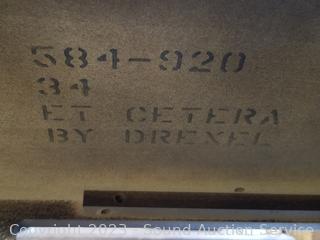 584-920
34
ET CETERA
BY DREXEL
Copyright 2023 - Sound Auction Service